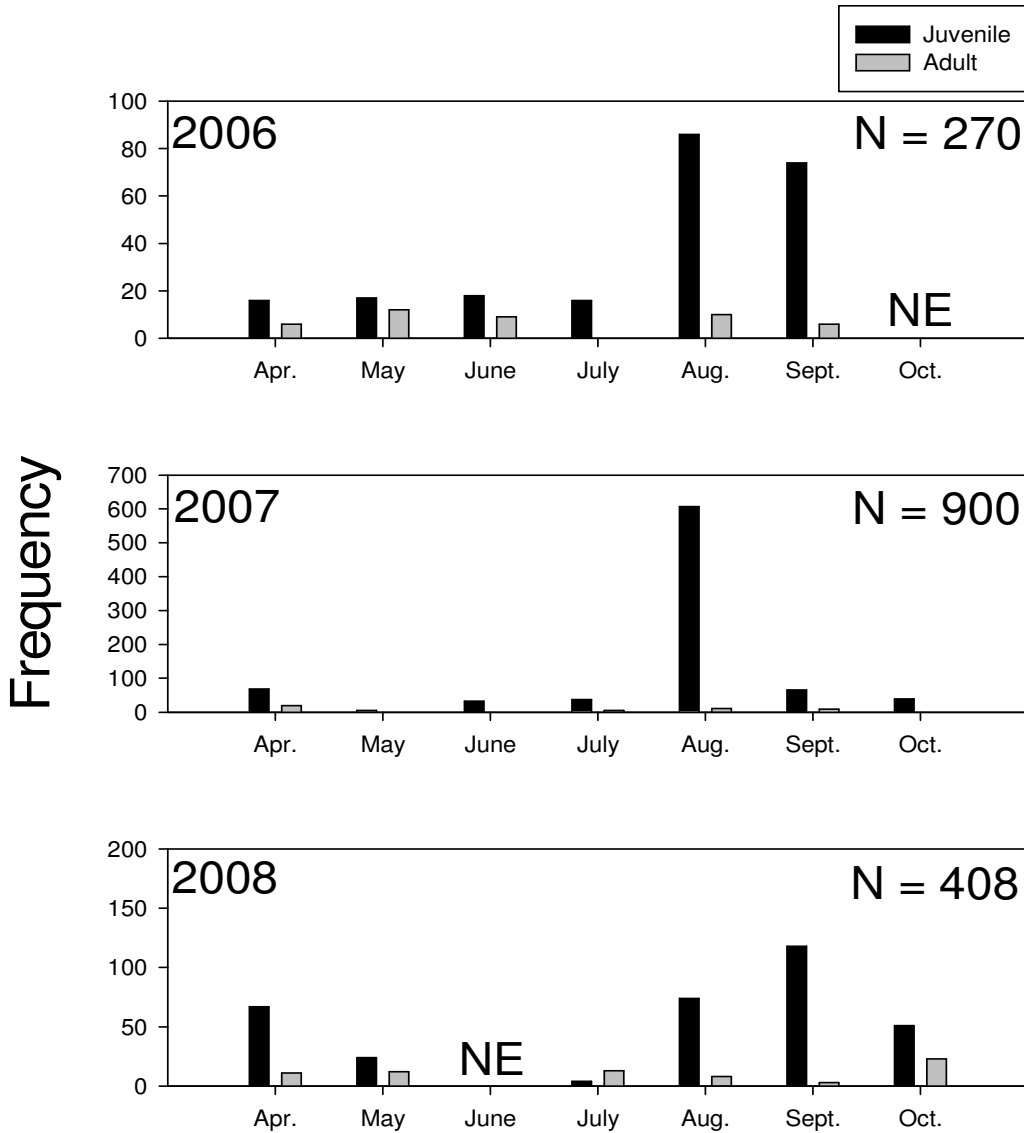 Juvenile
Adult
2006
N = 270
100
80
60
40
20
0
NE
Apr. May June July Aug. Sept. Oct.
Frequency
2007
N = 900
700
600
500
400
300
200
100
0
Apr. May June July Aug. Sept. Oct.
2008
N = 408
200
150
100
50
0
NE
Apr. May June July Aug. Sept. Oct.